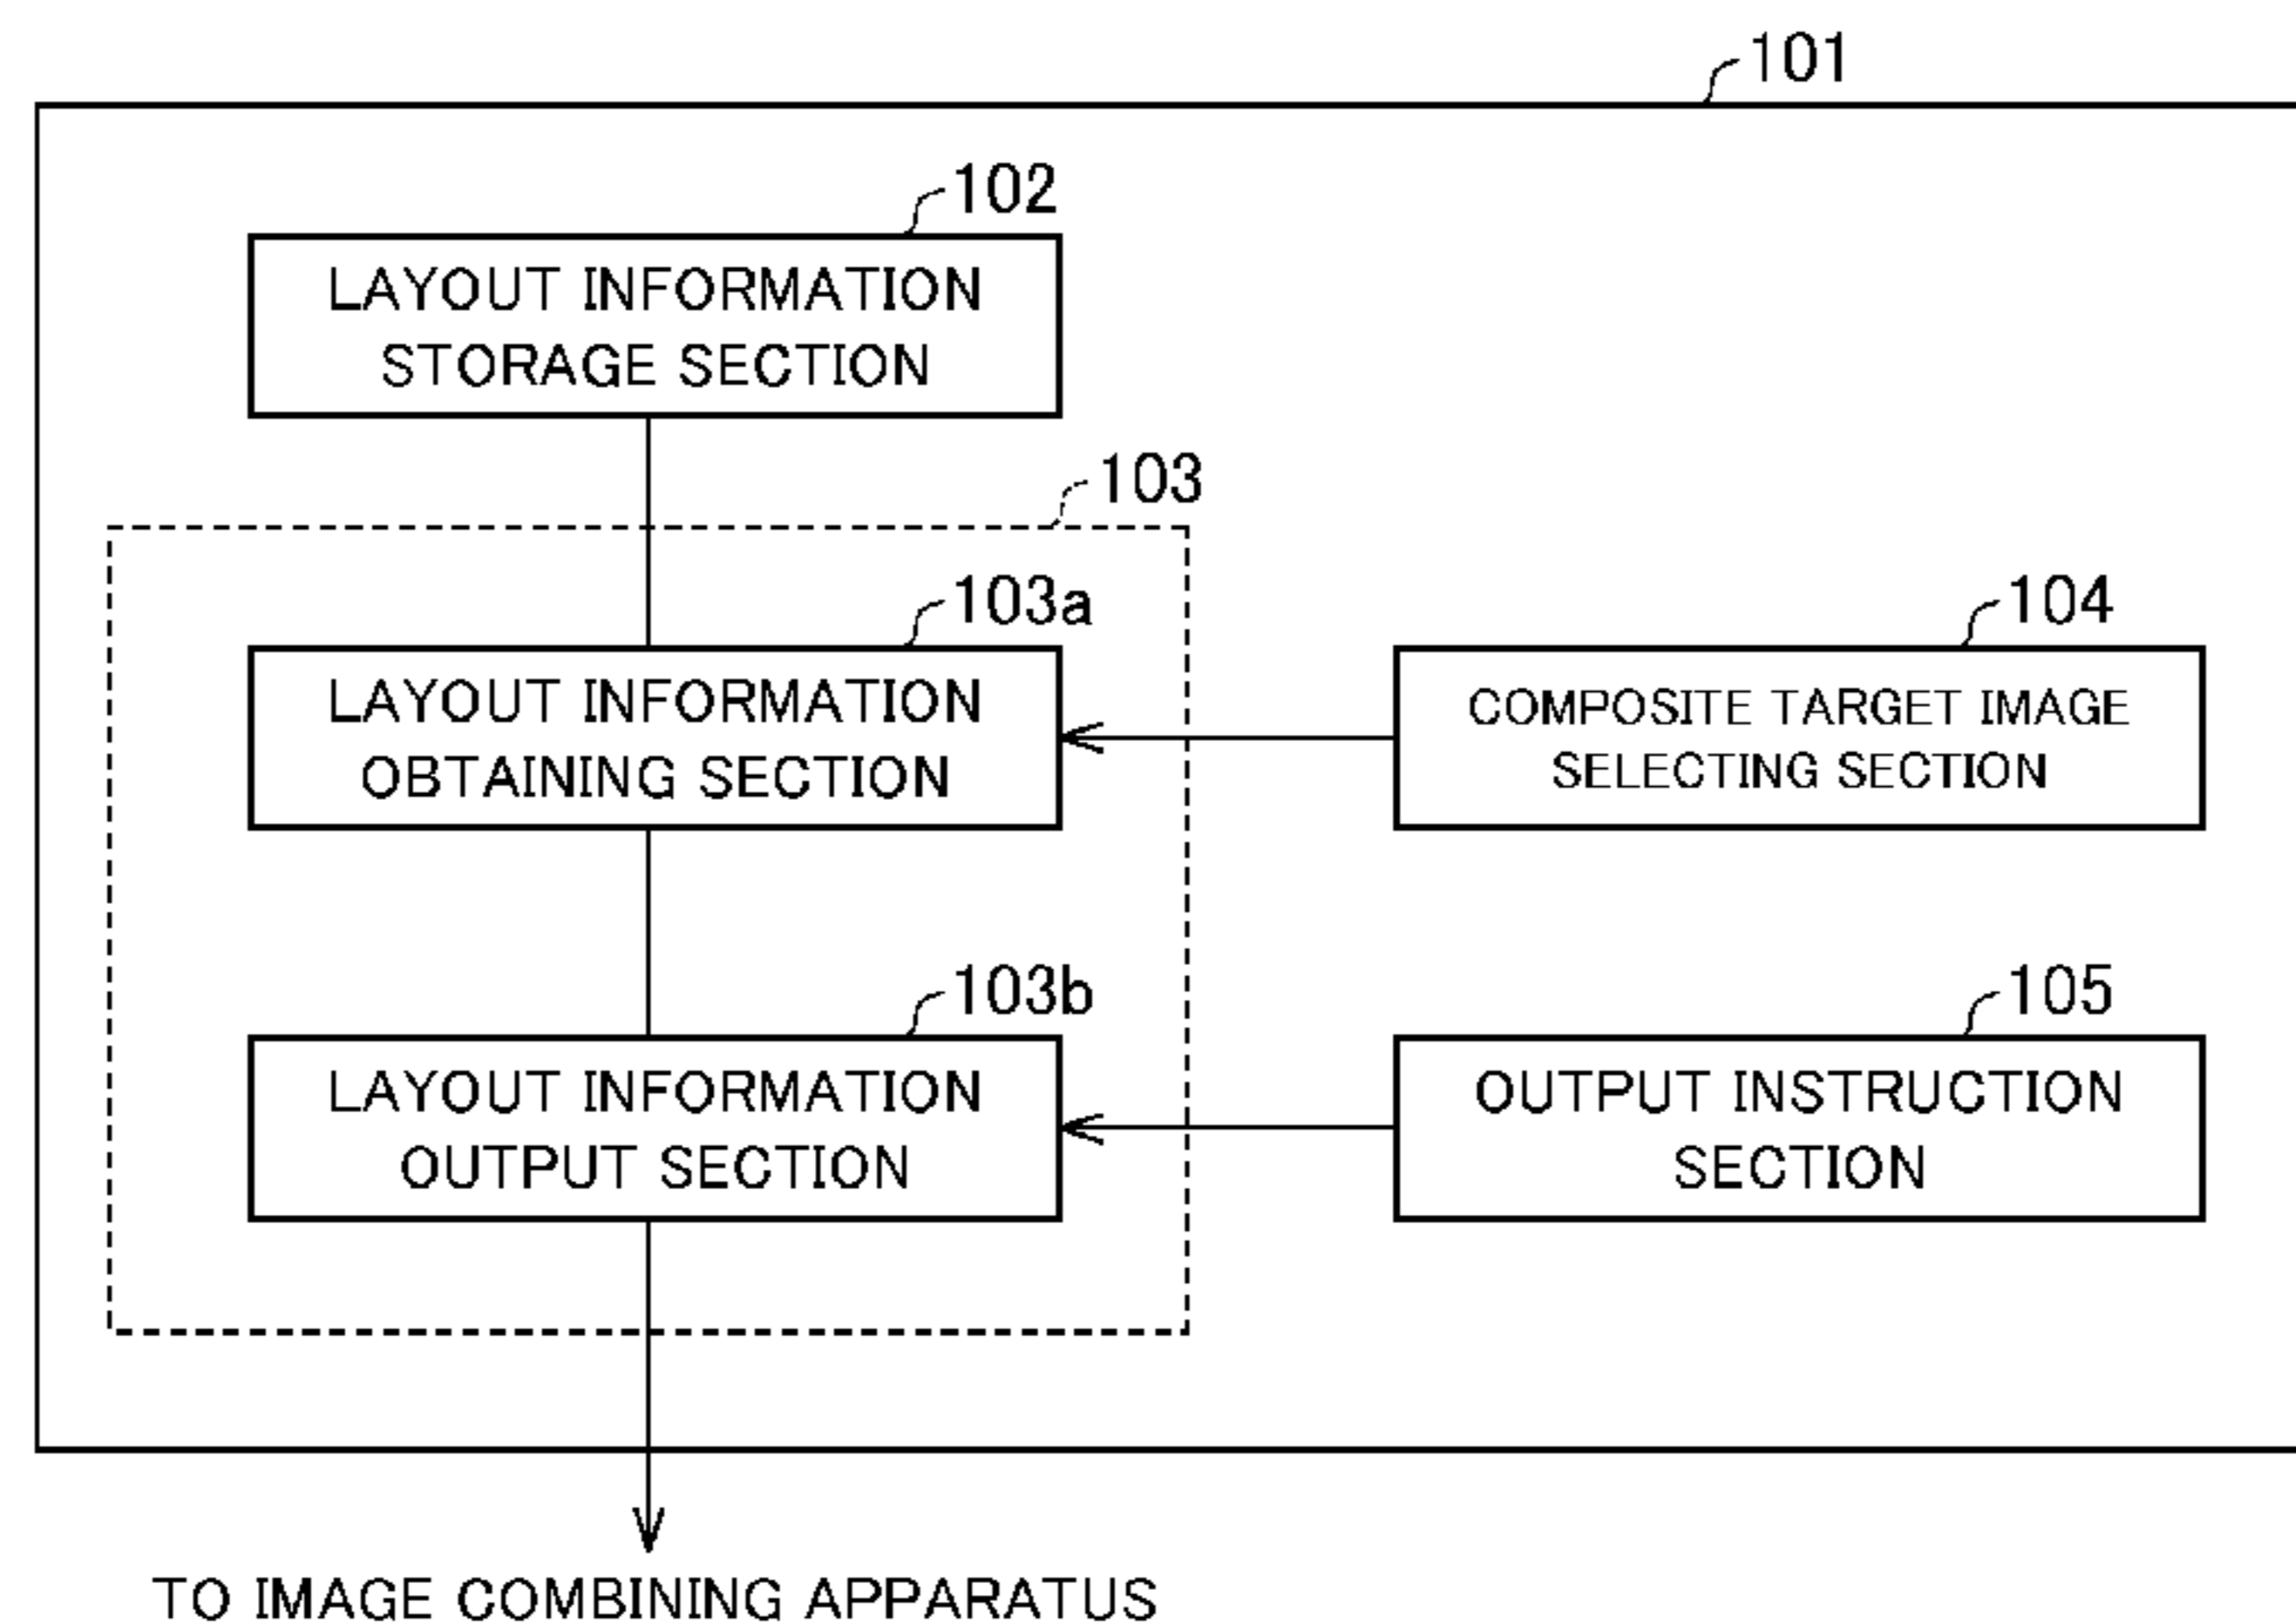 101
102
LAYOUT INFORMATION
STORAGE SECTION
103
103a
LAYOUT INFORMATION
OBTAINING SECTION
104
COMPOSITE TARGET IMAGE
SELECTING SECTION
103b
LAYOUT INFORMATION
OUTPUT SECTION
105
OUTPUT INSTRUCTION
SECTION
TO IMAGE COMBINING APPARATUS